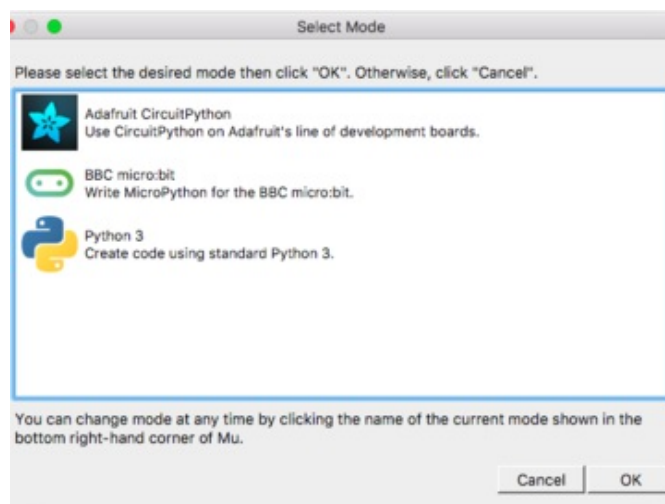 Select Mode
Please select the desired mode then click "OK". Otherwise, click "Cancel".
Adafruit CircuitPython
Use CircuitPython on Adafruit's line of development boards.
BBC micro:bit
Write MicroPython for the BBC micro:bit.
Python 3
Create code using standard Python 3.
You can change mode at any time by clicking the name of the current mode shown in the
bottom right-hand corner of Mu.
Cancel OK